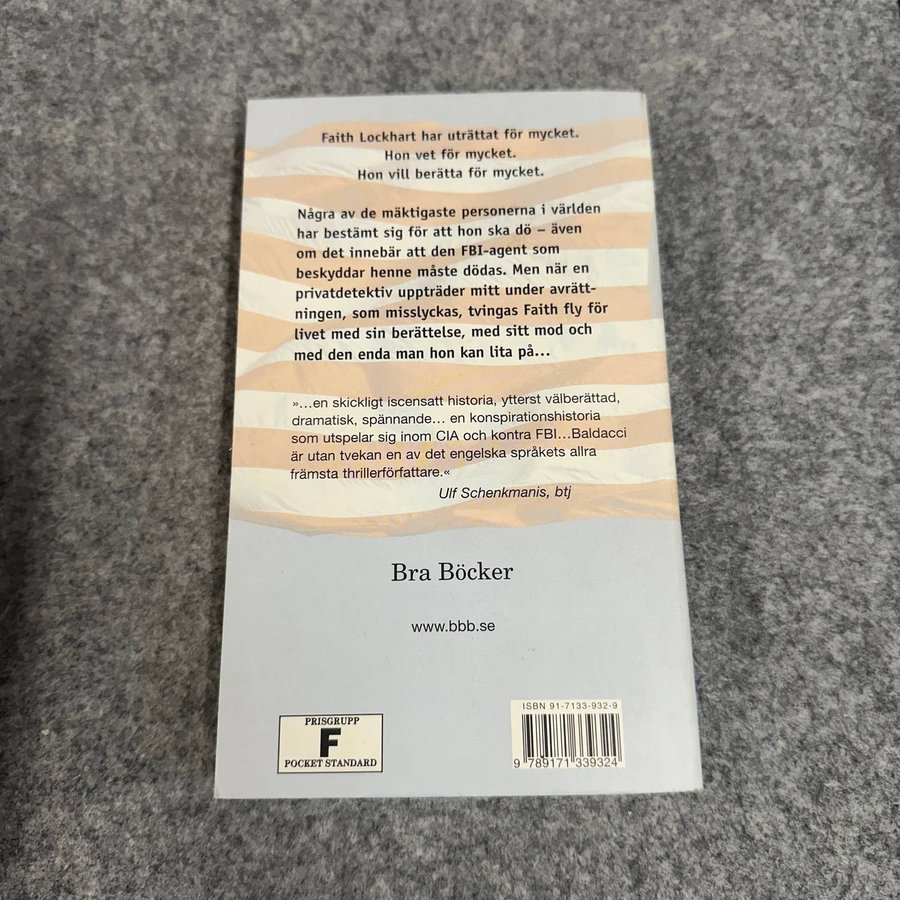 Faith Lockhart har uträttat för mycket.
Hon vet för mycket.
Hon vill berätta för mycket.
Några av de mäktigaste personerna i världen
har bestämt sig för att hon ska dö – även
om det innebär att den FBI-agent som
beskyddar henne måste dödas. Men när en
privatdetektiv uppträder mitt under avrätt-
ningen, som misslyckas, tvingas Faith fly för
livet med sin berättelse, med sitt mod och
med den enda man hon kan lita på...
»...en skickligt iscensatt historia, ytterst välberättad,
dramatisk, spännande... en konspirationshistoria
som utspelar sig inom CIA och kontra FBI...Baldacci
är utan tvekan en av det engelska språkets allra
främsta thrillerförfattare.«
Ulf Schenkmanis, btj
Bra Böcker
www.bbb.se
PRISGRUPP
F
POCKET STANDARD
ISBN 91-7133-932-9
9 789171 339324